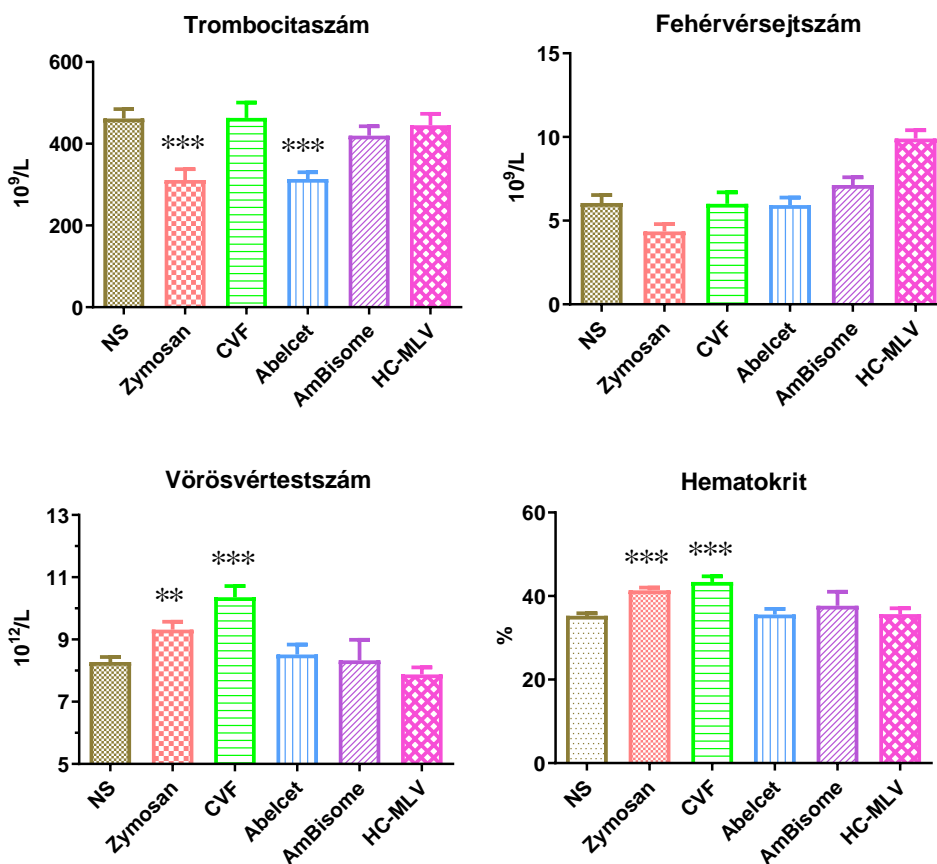 Trombocitaszám
600
400
200
0
10⁹/L
***
***
NS
Zymosan
CVF
Abelcet
AmBisome
HC-MLV
Fehérvérsejtszám
15
10
5
0
10⁹/L
NS
Zymosan
CVF
Abelcet
AmBisome
HC-MLV
Vörösvértestszám
13
11
9
7
5
10¹²/L
**
***
NS
Zymosan
CVF
Abelcet
AmBisome
HC-MLV
Hematokrit
60
40
20
0
%
***
***
NS
Zymosan
CVF
Abelcet
AmBisome
HC-MLV